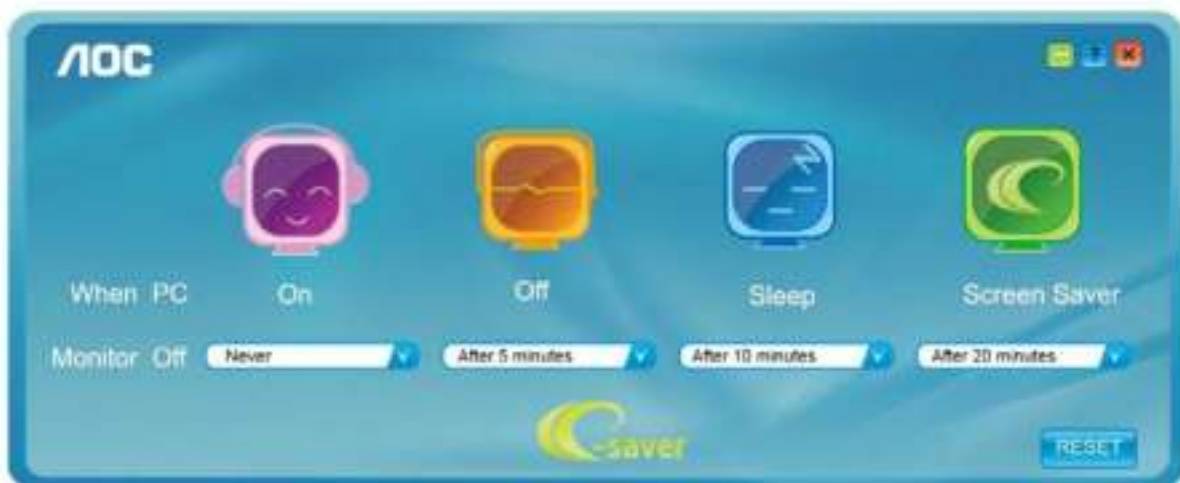 AOC
? 
When PC On Off Sleep Screen Saver
Monitor Off Never After 5 minutes After 10 minutes After 20 minutes
e-saver
RESET